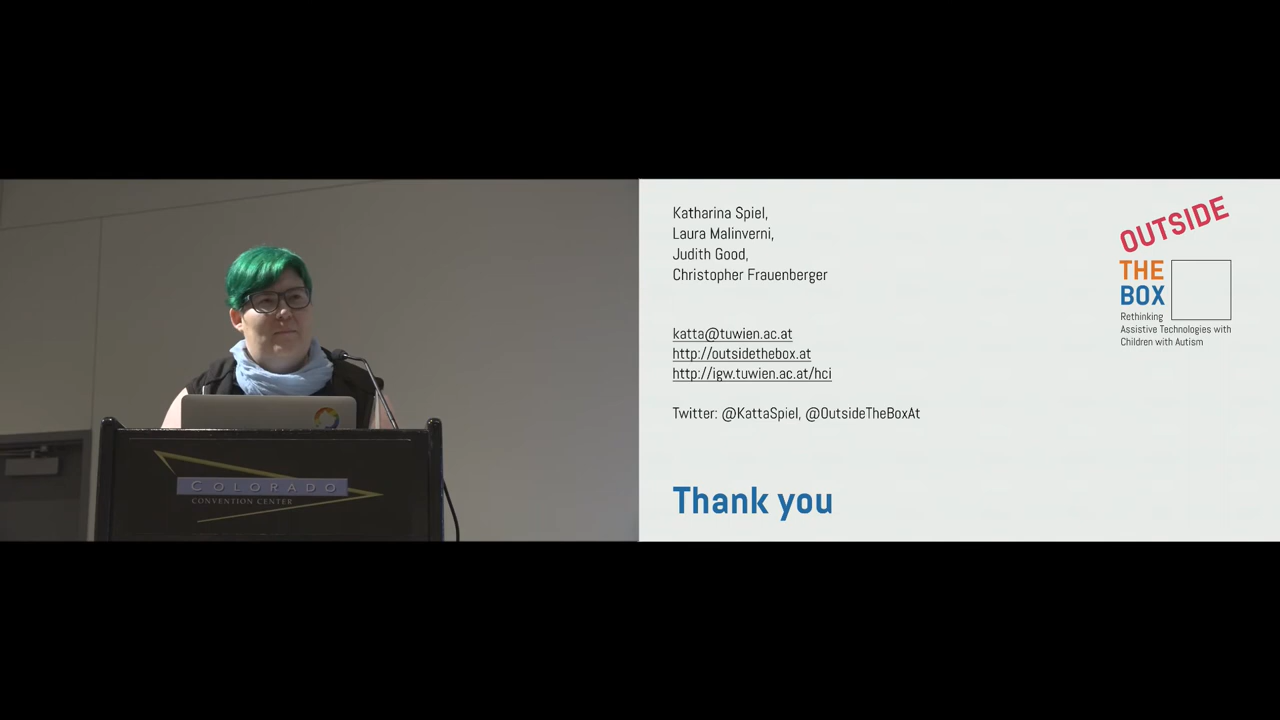 COLORADO
CONVENTION CENTER
Katharina Spiel,
Laura Malinverni,
Judith Good,
Christopher Frauenberger
katta@tuwien.ac.at
http://outsidethebox.at
http://igw.tuwien.ac.at/hci
Twitter: @KattaSpiel, @OutsideTheBoxAt
Thank you
OUTSIDE
THE
BOX
Rethinking
Assistive Technologies with
Children with Autism